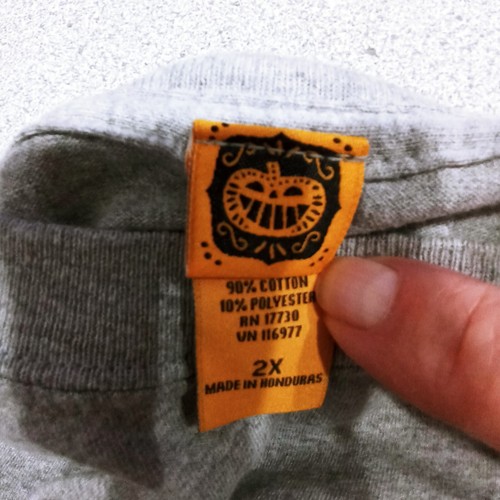 90% COTTON
10% POLYESTER
RN 17730
VN 116977
2X
MADE IN HONDURAS